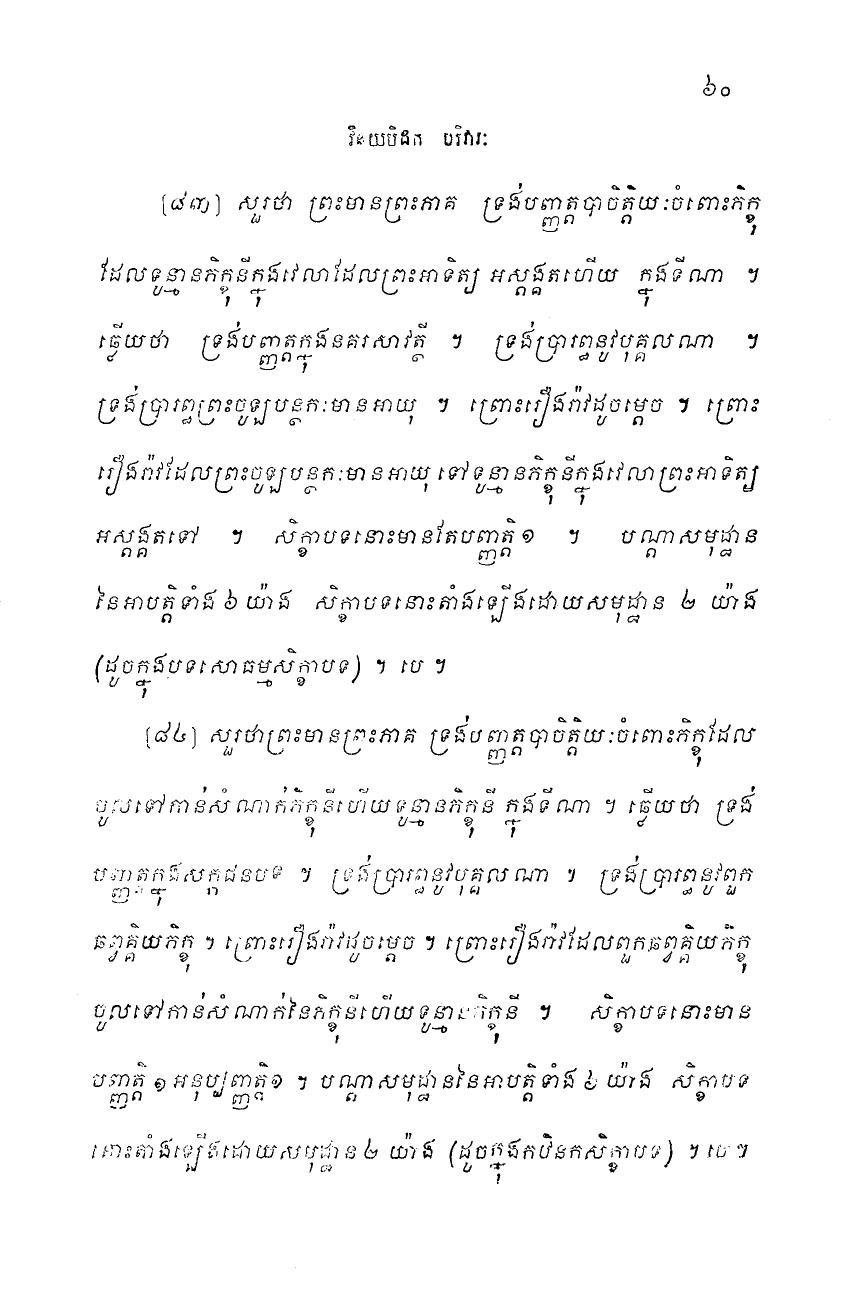 ៦០
វិនយបិដក បរិវារៈ
[៨៣] សួរថា ព្រះមានព្រះភាគ ទ្រង់បញ្ញត្តបាចិត្តិយៈចំពោះភិក្ខុ
ដែលទូន្មានភិក្ខុនីក្នុងវេលាដែលព្រះអាទិត្យ អស្តង្គតហើយ ក្នុងទីណា ។
ឆ្លើយថា ទ្រង់បញ្ញត្តក្នុងនគរសាវត្ថី ។ ទ្រង់ប្រារព្ធនូវបុគ្គលណា ។
ទ្រង់ប្រារព្ធព្រះចូឡបន្ថកៈមានអាយុ ។ ព្រោះរឿងរ៉ាវដូចម្តេច ។ ព្រោះ
រឿងរ៉ាវដែលព្រះចូឡបន្ថកៈមានអាយុ ទៅទូន្មានភិក្ខុនីក្នុងវេលាព្រះអាទិត្យ
អស្តង្គតទៅ ។ សិក្ខាបទនោះមានតែបញ្ញត្តិ១ ។ បណ្តាសមុដ្ឋាន
នៃអាបត្តិទាំង ៦ យ៉ាង សិក្ខាបទនោះតាំងឡើងដោយសមុដ្ឋាន ២ យ៉ាង
(ដូចក្នុងបទសោធម្មសិក្ខាបទ) ។ បេ ។
[៨៤] សួរថាព្រះមានព្រះភាគ ទ្រង់បញ្ញត្តបាចិត្តិយៈចំពោះភិក្ខុដែល
ចូលទៅកាន់សំណាក់ភិក្ខុនីហើយទូន្មានភិក្ខុនី ក្នុងទីណា ។ ឆ្លើយថា ទ្រង់
បញ្ញត្តក្នុងសក្កជនបទ ។ ទ្រង់ប្រារព្ធនូវបុគ្គលណា ។ ទ្រង់ប្រារព្ធនូវពួក
ឆព្វគ្គិយភិក្ខុ ។ ព្រោះរឿងរ៉ាវដូចម្តេច ។ ព្រោះរឿងរ៉ាវដែលពួកឆព្វគ្គិយភិក្ខុ
ចូលទៅកាន់សំណាក់នៃភិក្ខុនីហើយទូន្មានភិក្ខុនី ។ សិក្ខាបទនោះមាន
បញ្ញត្តិ ១ អនុប្បញ្ញត្តិ១ ។ បណ្តាសមុដ្ឋាននៃអាបត្តិទាំង ៦ យ៉ាង សិក្ខាបទ
នោះតាំងឡើងដោយសមុដ្ឋាន ២ យ៉ាង (ដូចក្នុងកឋិនកសិក្ខាបទ) ។ បេ ។